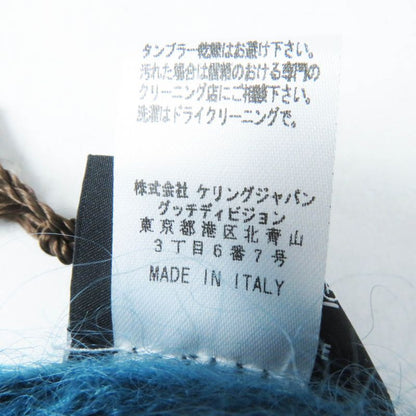 タンブラー乾燥はお避け下さい。
汚れた場合は信頼のおける専門の
クリーニング店にご相談下さい。
洗濯はドライクリーニングで。
株式会社 ケリングジャパン
グッチディビジョン
東京都港区北青山
3丁目6番7号
MADE IN ITALY